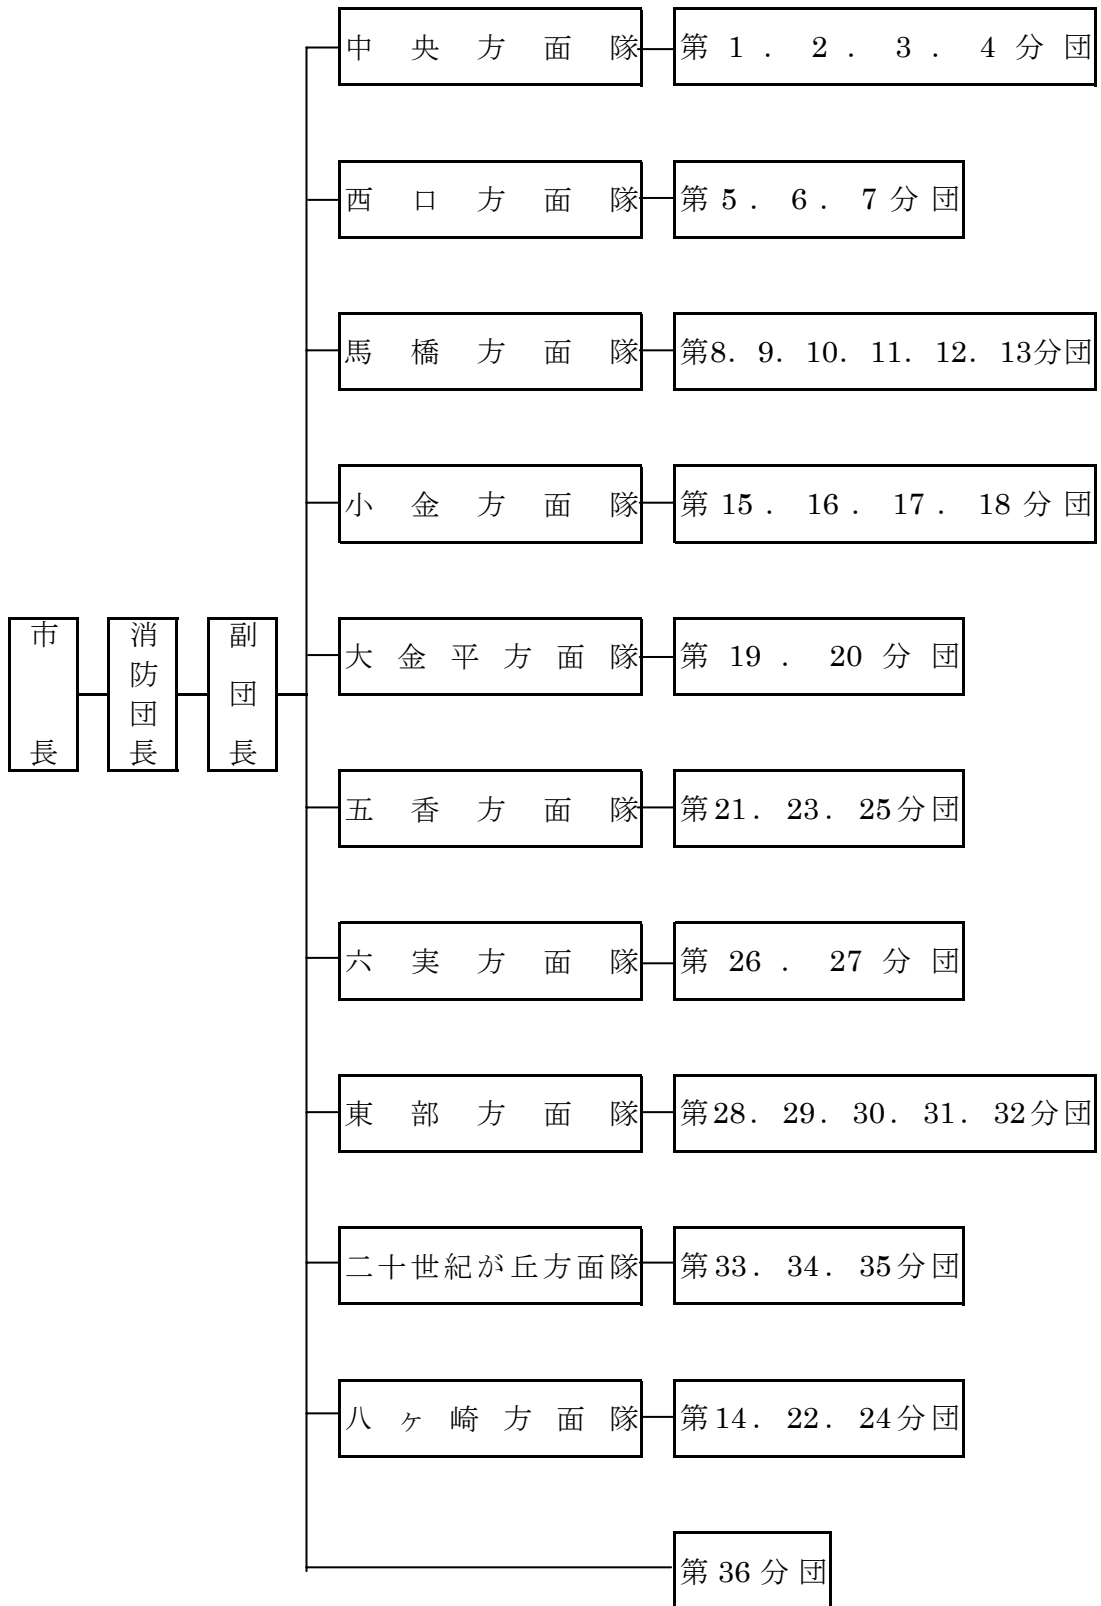 中央方面隊
第1．2．3．4分団
西口方面隊
第5．6．7分団
馬橋方面隊
第8．9．10．11．12．13分団
小金方面隊
第15．16．17．18分団
市長
消防団長
副団長
大金平方面隊
第19．20分団
五香方面隊
第21．23．25分団
六実方面隊
第26．27分団
東部方面隊
第28．29．30．31．32分団
二十世紀が丘方面隊
第33．34．35分団
八ヶ崎方面隊
第14．22．24分団
第36分団